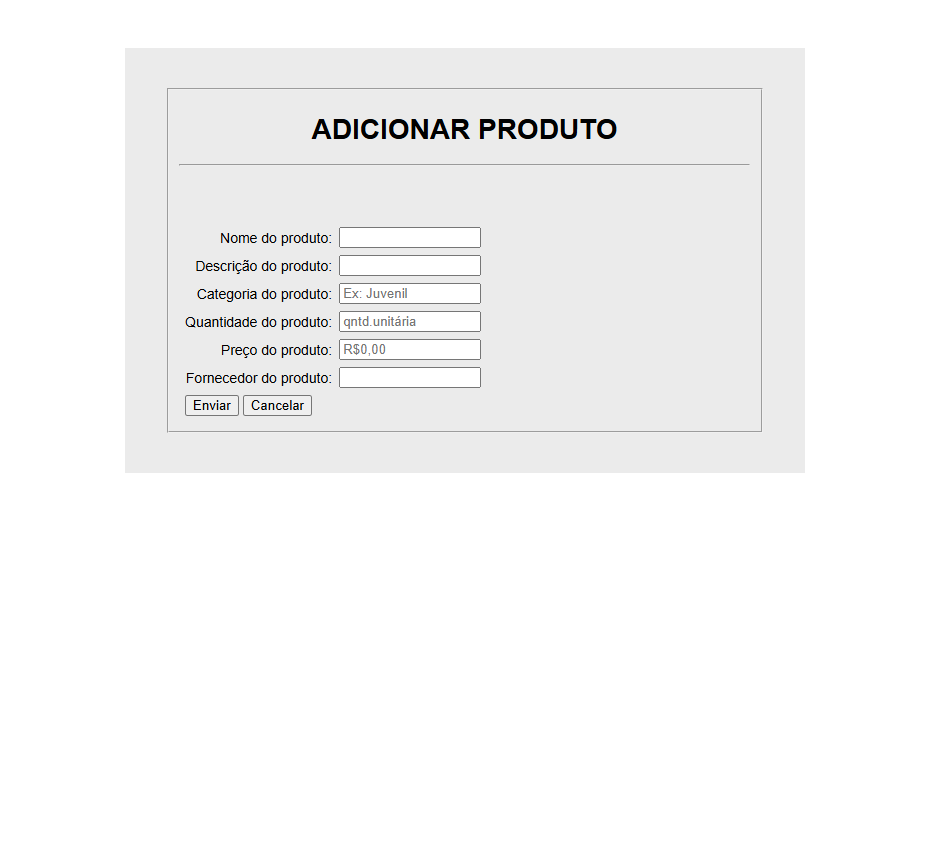 ADICIONAR PRODUTO
Nome do produto:
Descrição do produto:
Categoria do produto: Ex: Juvenil
Quantidade do produto: qntd.unitária
Preço do produto: R$0,00
Fornecedor do produto:
Enviar Cancelar